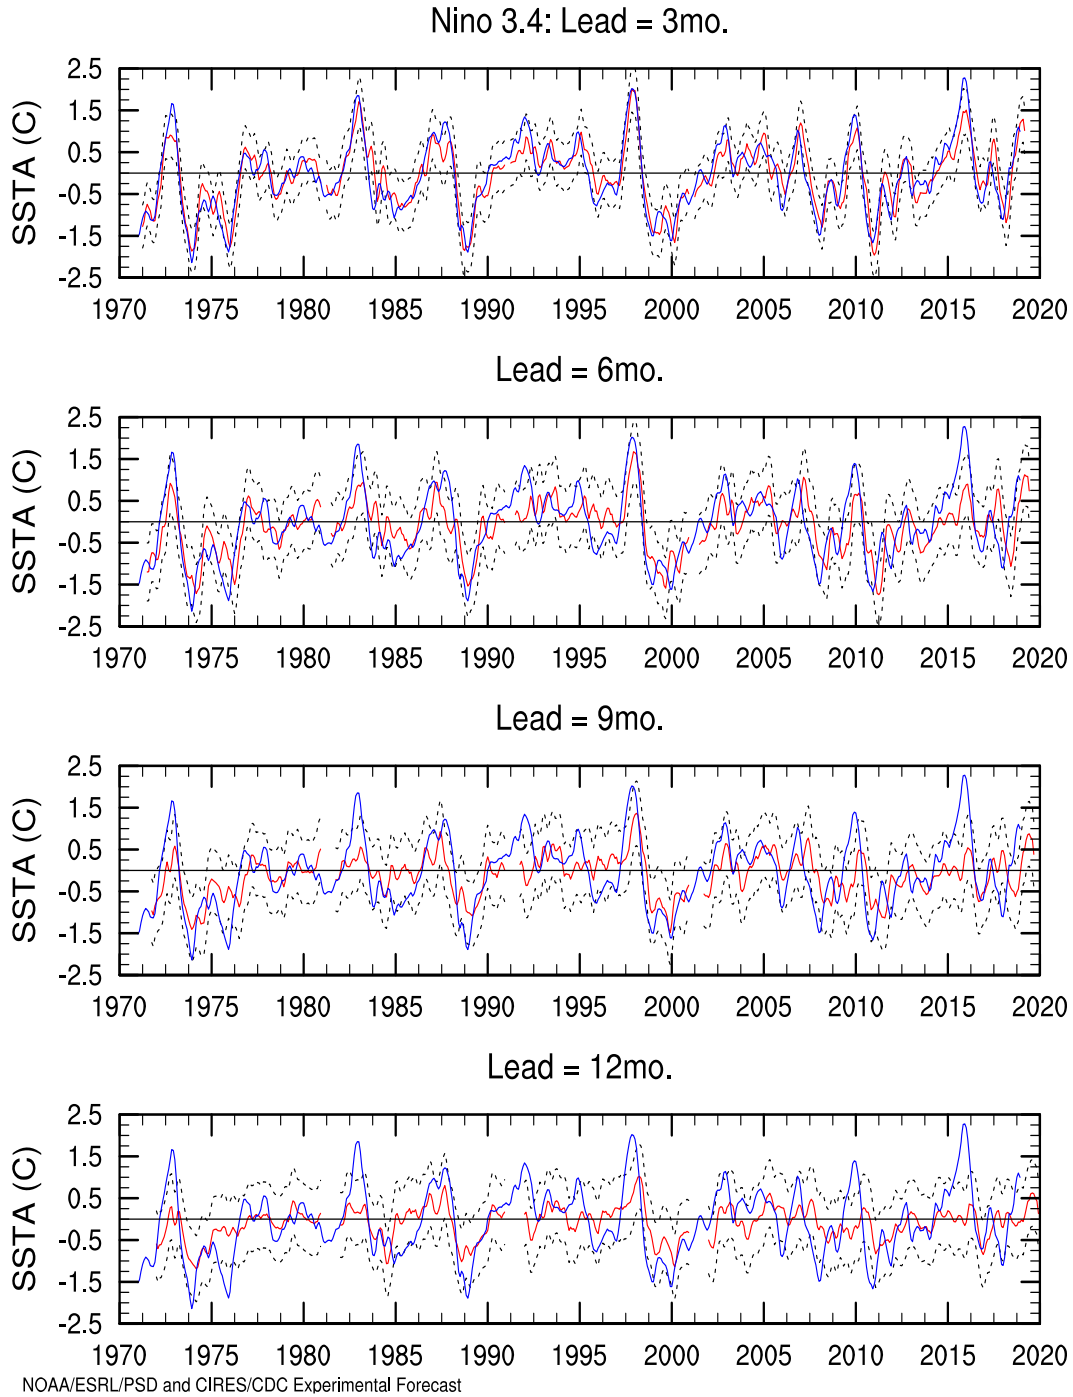 Nino 3.4: Lead = 3mo.
2.5
1.5
0.5
-0.5
-1.5
-2.5
SSTA (C)
1970 1975 1980 1985 1990 1995 2000 2005 2010 2015 2020
Lead = 6mo.
2.5
1.5
0.5
-0.5
-1.5
-2.5
SSTA (C)
1970 1975 1980 1985 1990 1995 2000 2005 2010 2015 2020
Lead = 9mo.
2.5
1.5
0.5
-0.5
-1.5
-2.5
SSTA (C)
1970 1975 1980 1985 1990 1995 2000 2005 2010 2015 2020
Lead = 12mo.
2.5
1.5
0.5
-0.5
-1.5
-2.5
SSTA (C)
1970 1975 1980 1985 1990 1995 2000 2005 2010 2015 2020
NOAA/ESRL/PSD and CIRES/CDC Experimental Forecast